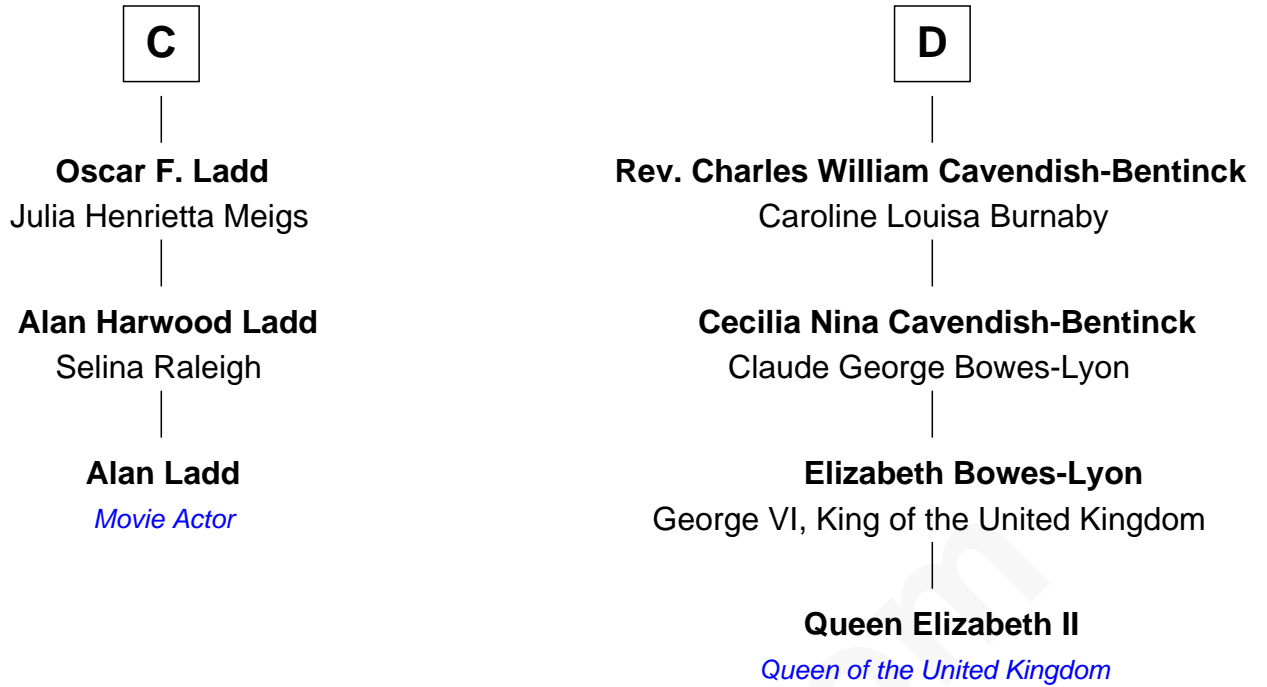 C
Oscar F. Ladd
Julia Henrietta Meigs
Alan Harwood Ladd
Selina Raleigh
Alan Ladd
Movie Actor
D
Rev. Charles William Cavendish-Bentinck
Caroline Louisa Burnaby
Cecilia Nina Cavendish-Bentinck
Claude George Bowes-Lyon
Elizabeth Bowes-Lyon
George VI, King of the United Kingdom
Queen Elizabeth II
Queen of the United Kingdom